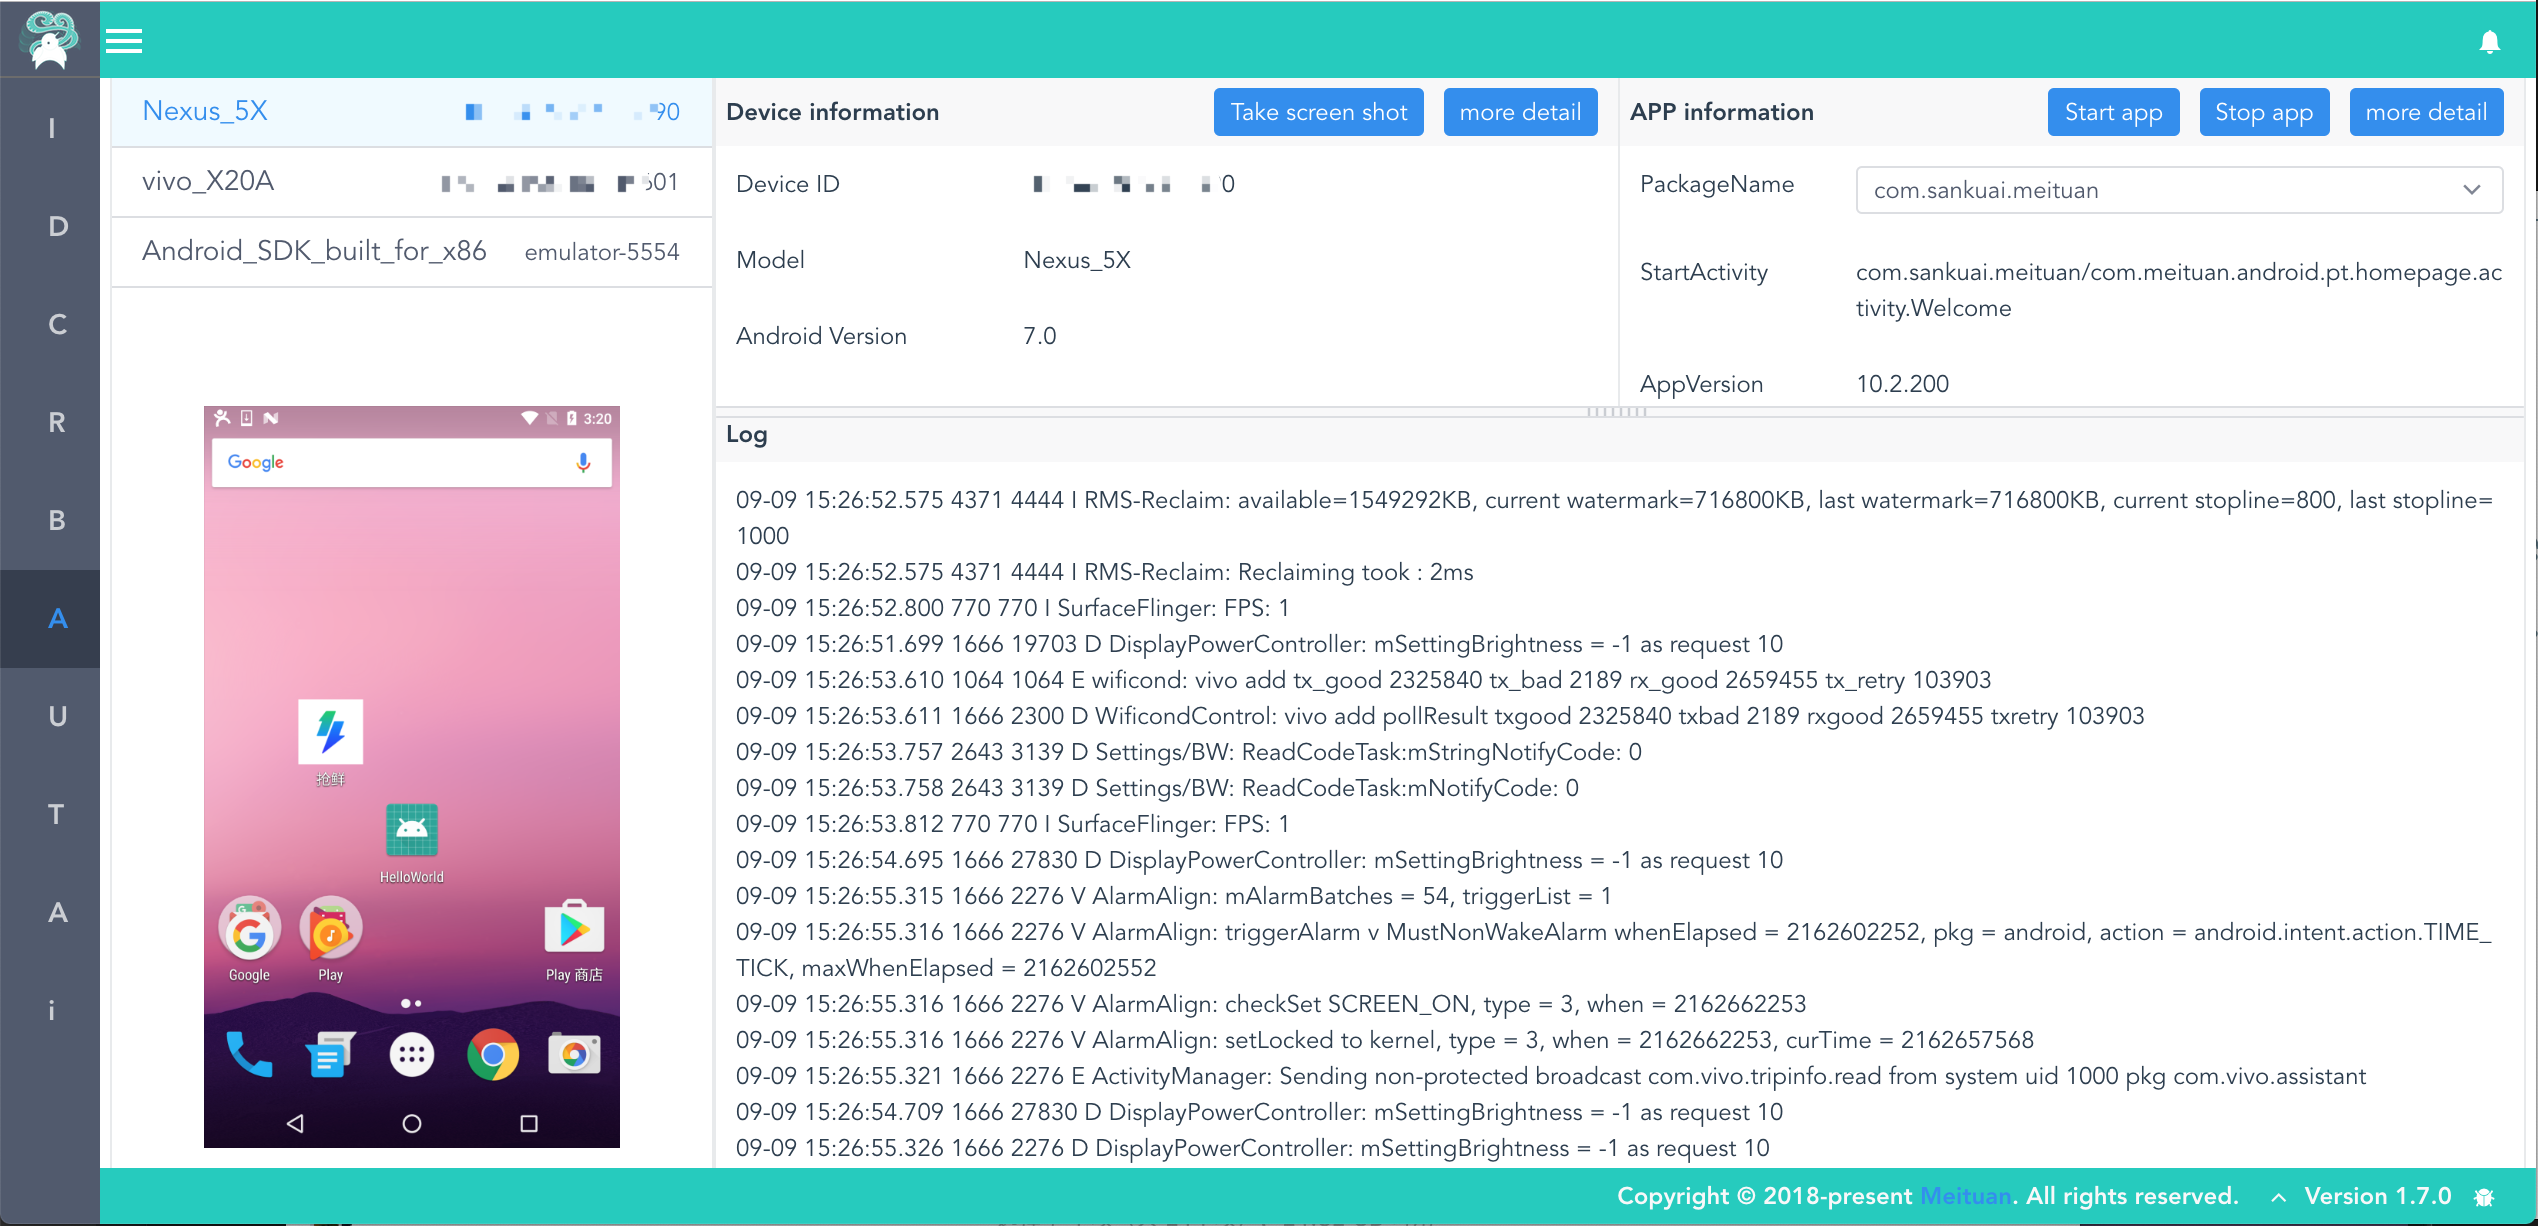 I
D
C
R
B
A
U
T
A
i
Nexus_5X 90
vivo_X20A 601
Android_SDK_built_for_x86 emulator-5554
3:20
Google
抢鲜
HelloWorld
Google Play Play 商店
Device information Take screen shot more detail
Device ID 0
Model Nexus_5X
Android Version 7.0
APP information Start app Stop app more detail
PackageName com.sankuai.meituan
StartActivity com.sankuai.meituan/com.meituan.android.pt.homepage.ac
tivity.Welcome
AppVersion 10.2.200
Log
09-09 15:26:52.575 4371 4444 I RMS-Reclaim: available=1549292KB, current watermark=716800KB, last watermark=716800KB, current stopline=800, last stopline=
1000
09-09 15:26:52.575 4371 4444 I RMS-Reclaim: Reclaiming took : 2ms
09-09 15:26:52.800 770 770 I SurfaceFlinger: FPS: 1
09-09 15:26:51.699 1666 19703 D DisplayPowerController: mSettingBrightness = -1 as request 10
09-09 15:26:53.610 1064 1064 E wificond: vivo add tx_good 2325840 tx_bad 2189 rx_good 2659455 tx_retry 103903
09-09 15:26:53.611 1666 2300 D WificondControl: vivo add pollResult txgood 2325840 txbad 2189 rxgood 2659455 txretry 103903
09-09 15:26:53.757 2643 3139 D Settings/BW: ReadCodeTask:mStringNotifyCode: 0
09-09 15:26:53.758 2643 3139 D Settings/BW: ReadCodeTask:mNotifyCode: 0
09-09 15:26:53.812 770 770 I SurfaceFlinger: FPS: 1
09-09 15:26:54.695 1666 27830 D DisplayPowerController: mSettingBrightness = -1 as request 10
09-09 15:26:55.315 1666 2276 V AlarmAlign: mAlarmBatches = 54, triggerList = 1
09-09 15:26:55.316 1666 2276 V AlarmAlign: triggerAlarm v MustNonWakeAlarm whenElapsed = 2162602252, pkg = android, action = android.intent.action.TIME_
TICK, maxWhenElapsed = 2162602552
09-09 15:26:55.316 1666 2276 V AlarmAlign: checkSet SCREEN_ON, type = 3, when = 2162662253
09-09 15:26:55.316 1666 2276 V AlarmAlign: setLocked to kernel, type = 3, when = 2162662253, curTime = 2162657568
09-09 15:26:55.321 1666 2276 E ActivityManager: Sending non-protected broadcast com.vivo.tripinfo.read from system uid 1000 pkg com.vivo.assistant
09-09 15:26:54.709 1666 27830 D DisplayPowerController: mSettingBrightness = -1 as request 10
09-09 15:26:55.326 1666 2276 D DisplayPowerController: mSettingBrightness = -1 as request 10
Copyright © 2018-present Meituan. All rights reserved. Version 1.7.0